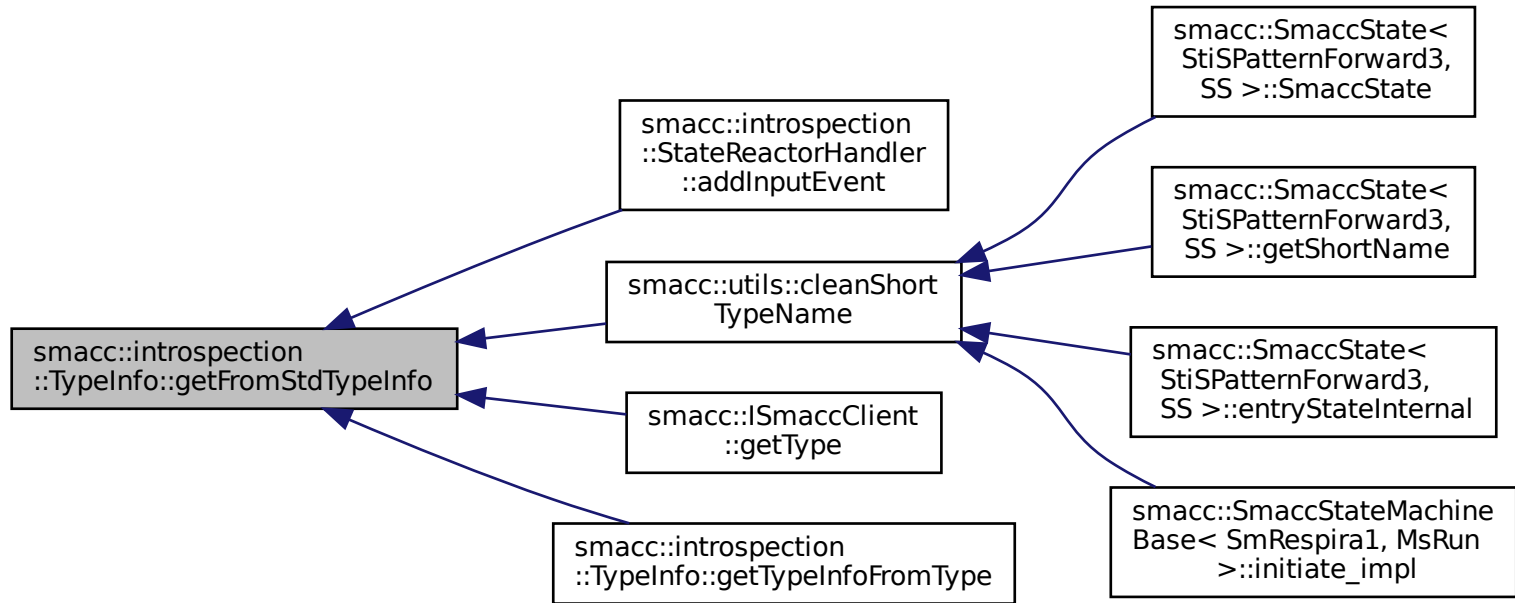 smacc::introspection
::TypeInfo::getFromStdTypeInfo
smacc::introspection
::StateReactorHandler
::addInputEvent
smacc::utils::cleanShort
TypeName
smacc::ISmaccClient
::getType
smacc::introspection
::TypeInfo::getTypeInfoFromType
smacc::SmaccState<
StiSPatternForward3,
SS >::SmaccState
smacc::SmaccState<
StiSPatternForward3,
SS >::getShortName
smacc::SmaccState<
StiSPatternForward3,
SS >::entryStateInternal
smacc::SmaccStateMachine
Base< SmRespira1, MsRun
>::initiate_impl